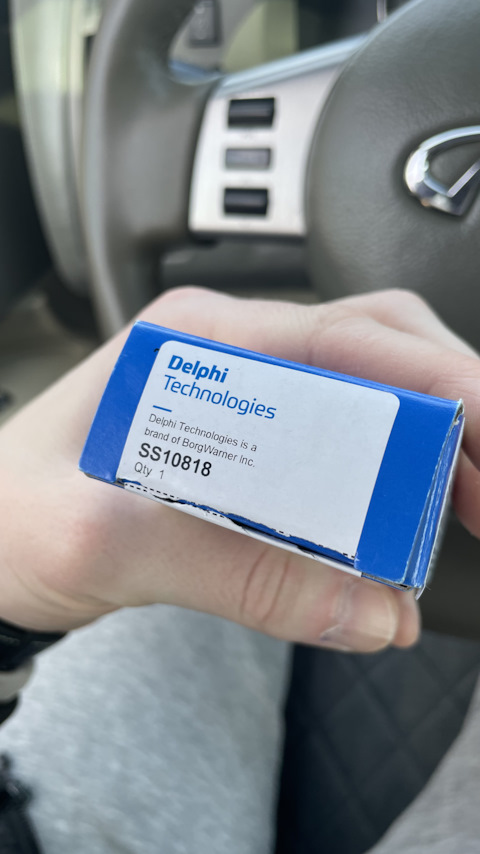 Delphi
Technologies
Delphi Technologies is a
brand of BorgWarner Inc.
SS10818
Qty 1